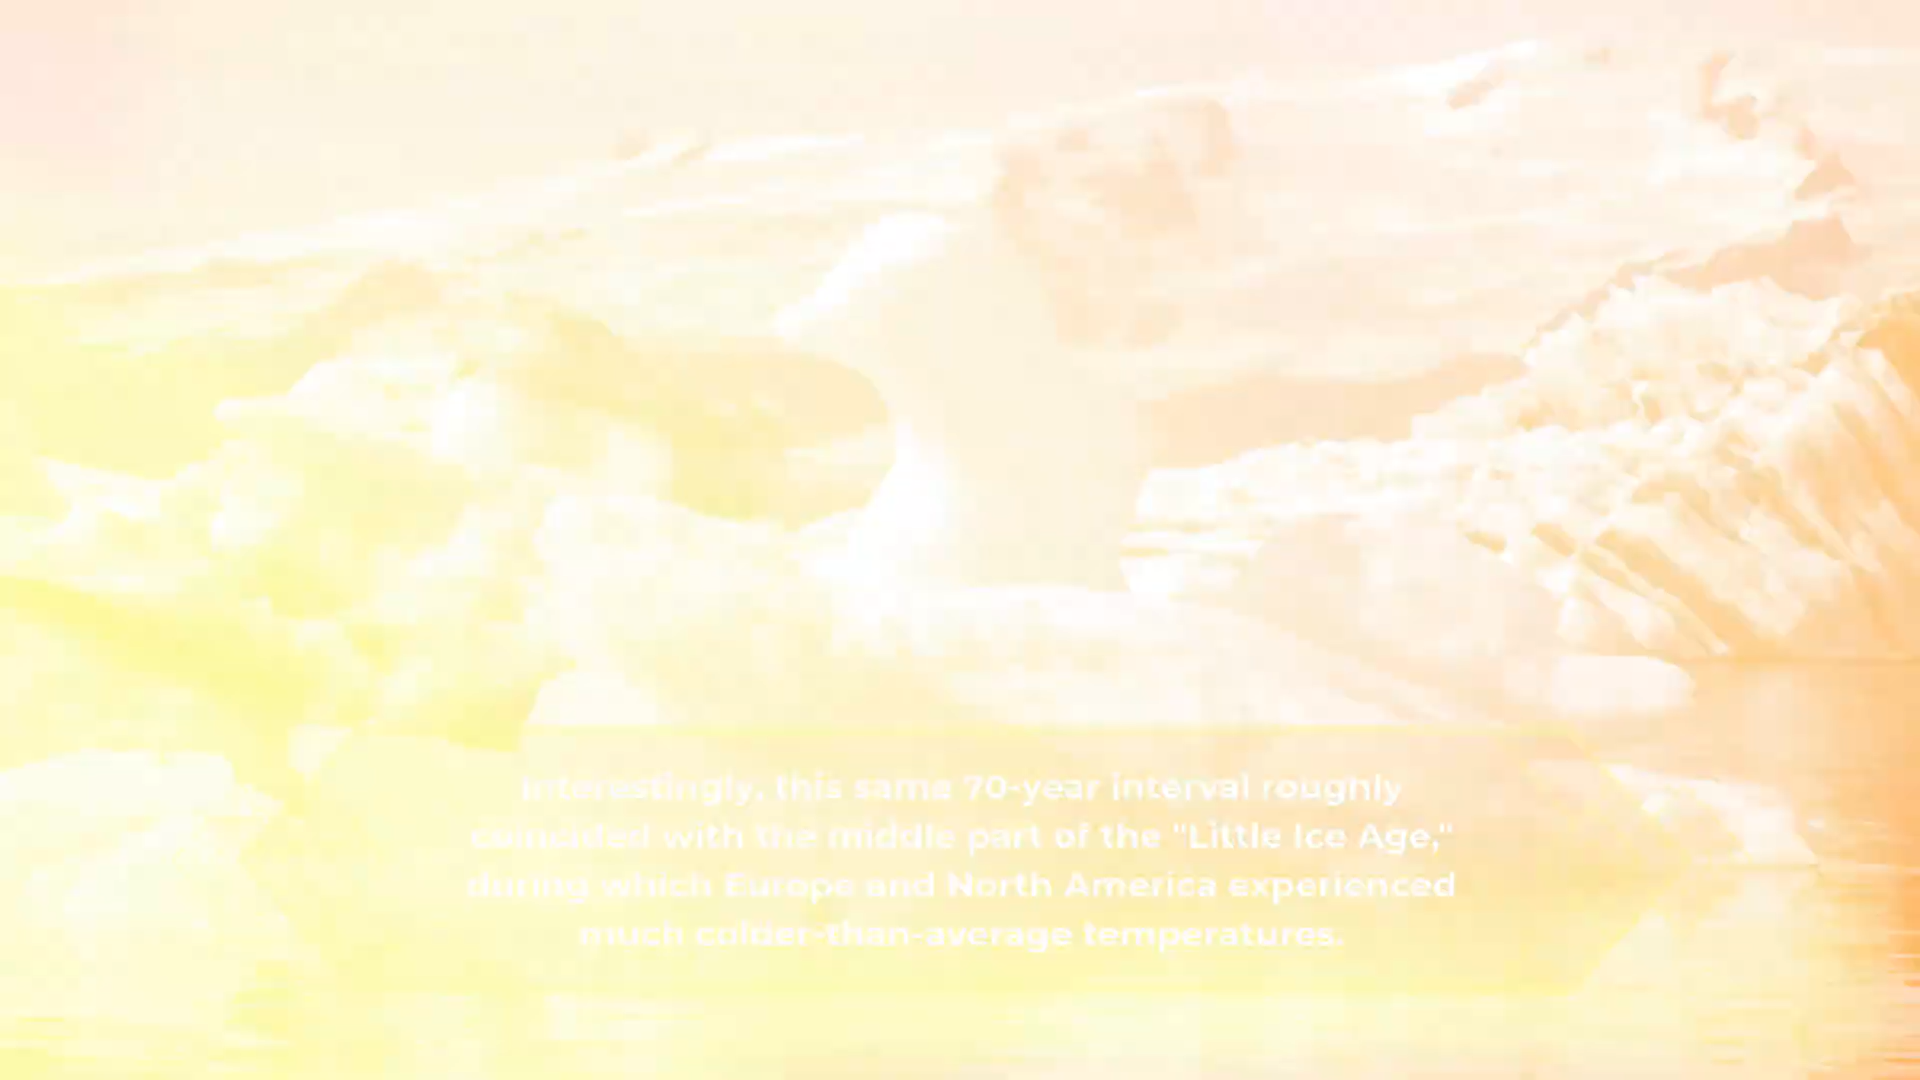 Interestingly, this same 70-year interval roughly
coincided with the middle part of the "Little Ice Age,"
during which Europe and North America experienced
much colder-than-average temperatures.